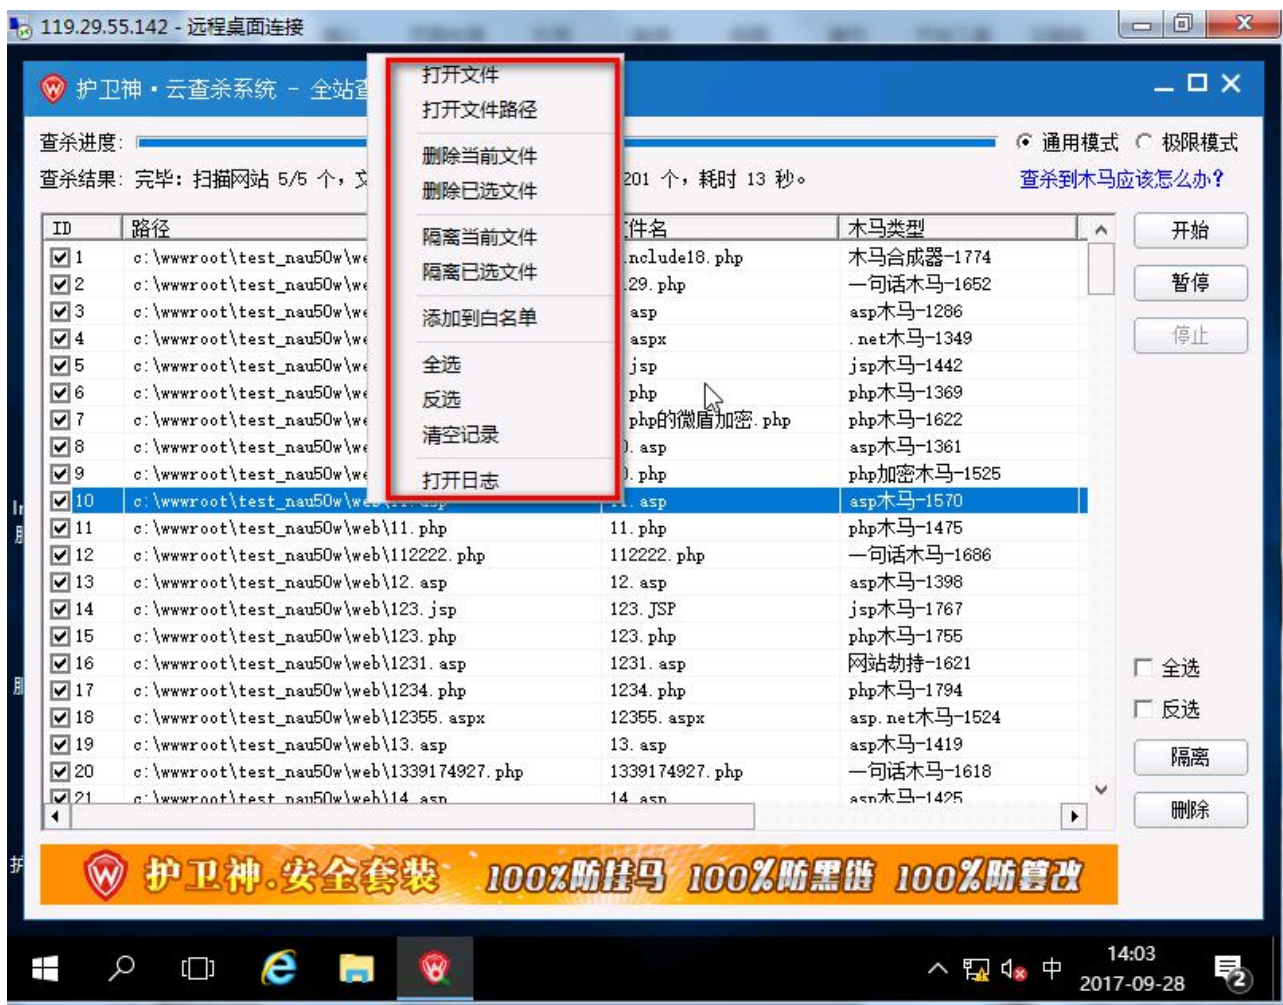 119.29.55.142 - 远程桌面连接
护卫神·云查杀系统 - 全站查
查杀进度:
通用模式
极限模式
查杀结果: 完毕: 扫描网站 5/5 个,文
201 个,耗时 13 秒。
查杀到木马应该怎么办?
打开文件
打开文件路径
删除当前文件
删除已选文件
隔离当前文件
隔离已选文件
添加到白名单
全选
反选
清空记录
打开日志
ID 路径 件名 木马类型
1 c:\wwwroot\test_nau50w\we nclude18.php 木马合成器-1774
2 c:\wwwroot\test_nau50w\we 29.php 一句话木马-1652
3 c:\wwwroot\test_nau50w\we asp asp木马-1286
4 c:\wwwroot\test_nau50w\we aspx .net木马-1349
5 c:\wwwroot\test_nau50w\we jsp jsp木马-1442
6 c:\wwwroot\test_nau50w\we php php木马-1369
7 c:\wwwroot\test_nau50w\we php的微盾加密.php php木马-1622
8 c:\wwwroot\test_nau50w\we .asp asp木马-1361
9 c:\wwwroot\test_nau50w\we .php php加密木马-1525
10 c:\wwwroot\test_nau50w\web\11.asp 11.asp asp木马-1570
11 c:\wwwroot\test_nau50w\web\11.php 11.php php木马-1475
12 c:\wwwroot\test_nau50w\web\112222.php 112222.php 一句话木马-1686
13 c:\wwwroot\test_nau50w\web\12.asp 12.asp asp木马-1398
14 c:\wwwroot\test_nau50w\web\123.jsp 123.JSP jsp木马-1767
15 c:\wwwroot\test_nau50w\web\123.php 123.php php木马-1755
16 c:\wwwroot\test_nau50w\web\1231.asp 1231.asp 网站劫持-1621
17 c:\wwwroot\test_nau50w\web\1234.php 1234.php php木马-1794
18 c:\wwwroot\test_nau50w\web\12355.aspx 12355.aspx asp.net木马-1524
19 c:\wwwroot\test_nau50w\web\13.asp 13.asp asp木马-1419
20 c:\wwwroot\test_nau50w\web\1339174927.php 1339174927.php 一句话木马-1618
21 c:\wwwroot\test_nau50w\web\14.asp 14.asp asp木马-1425
开始
暂停
停止
全选
反选
隔离
删除
护卫神.安全套装 100%防挂马 100%防黑链 100%防篡改
中
14:03
2017-09-28
2